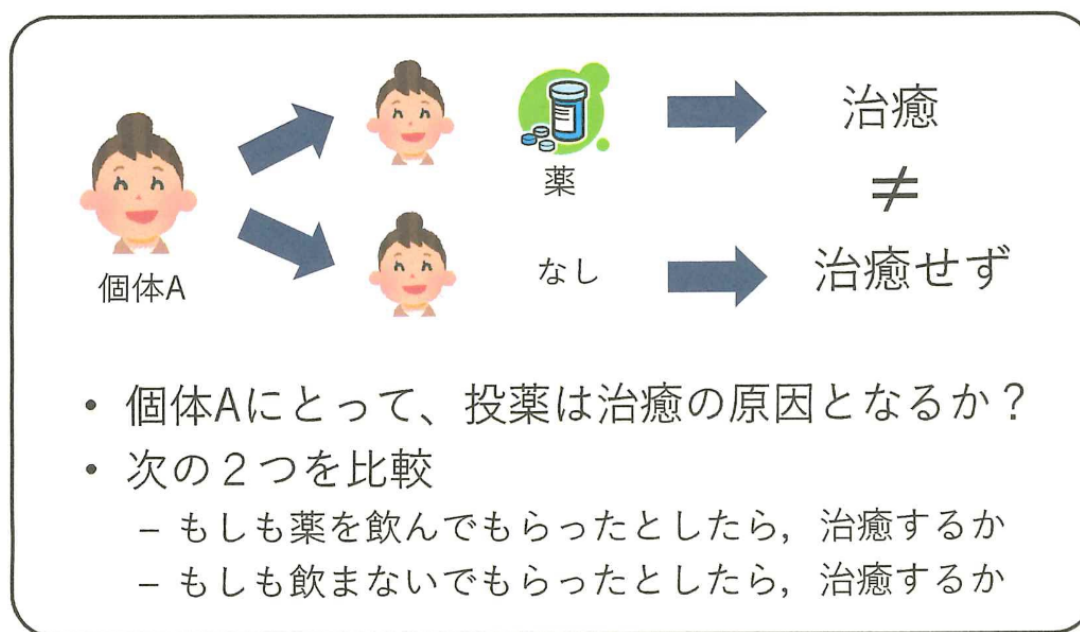 治癒
薬
≠
個体A
なし
治癒せず
• 個体Aにとって、投薬は治癒の原因となるか？
• 次の２つを比較
– もしも薬を飲んでもらったとしたら，治癒するか
– もしも飲まないでもらったとしたら，治癒するか